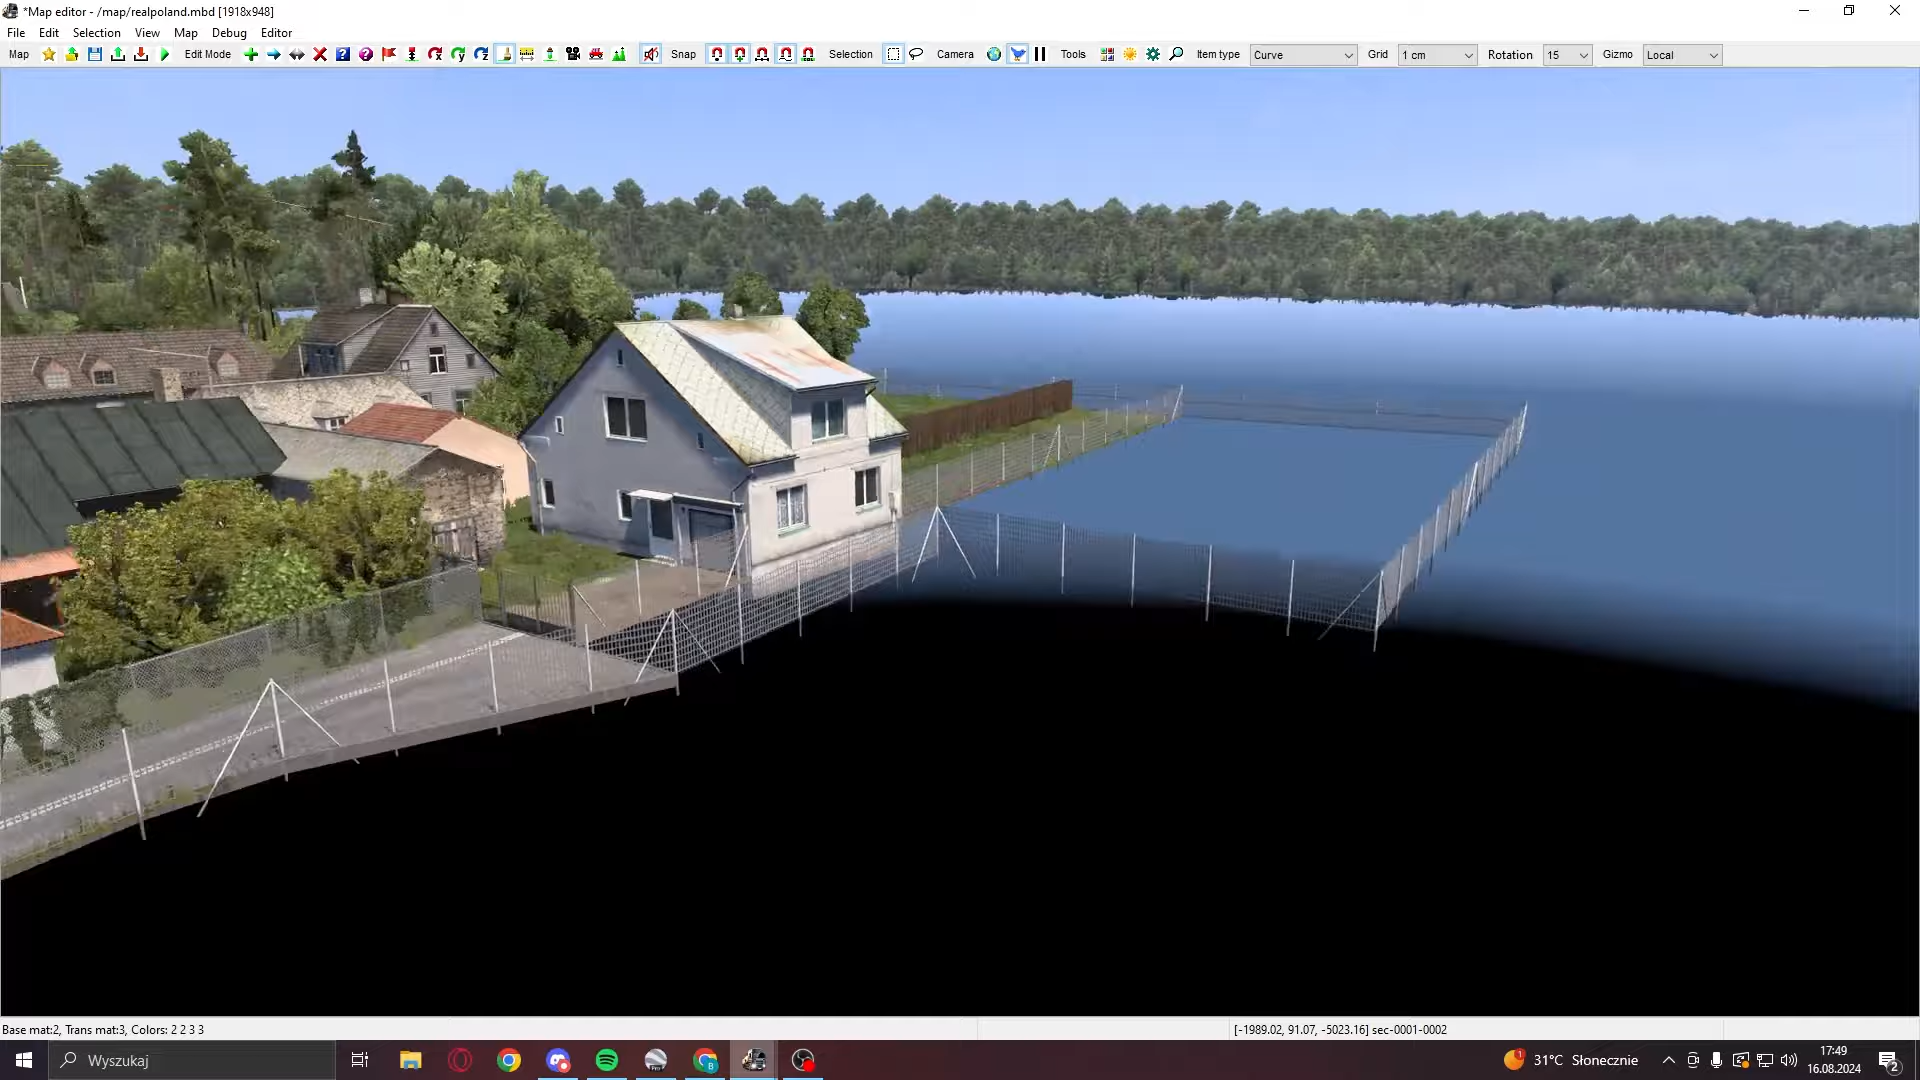 *Map editor - /map/realpoland.mbd [1918x948]
File Edit Selection View Map Debug Editor
Map Edit Mode Snap Selection Camera Tools Item type Curve Grid 1 cm Rotation 15 Gizmo Local
Base mat:2, Trans mat:3, Colors: 2 2 3 3
[-1989.02, 91.07, -5023.16] sec-0001-0002
Wyszukaj
31°C Słonecznie
17:49
16.08.2024
2